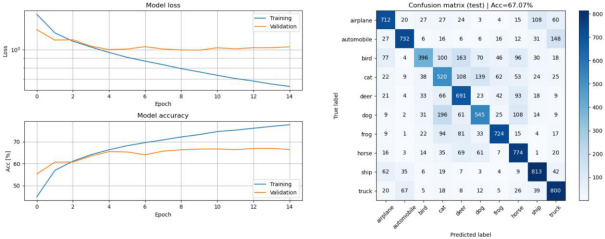 Model loss
Loss
10⁰
Training
Validation
0 2 4 6 8 10 12 14
Epoch
Model accuracy
Acc [%]
70
60
50
Training
Validation
0 2 4 6 8 10 12 14
Epoch
Confusion matrix (test) | Acc=67.07%
True label
airplane 712 20 27 27 24 3 4 15 108 60
automobile 27 732 6 11 5 6 6 11 48 148
bird 77 4 396 100 163 70 46 96 30 18
cat 22 9 38 520 108 139 62 53 24 25
deer 21 4 33 66 691 23 42 93 18 9
dog 9 2 31 196 61 545 25 108 14 9
frog 9 1 22 94 81 33 724 15 4 17
horse 16 3 14 35 69 61 7 774 1 20
ship 62 35 6 19 7 3 4 9 813 42
truck 20 67 5 18 8 12 5 26 39 800
airplane automobile bird cat deer dog frog horse ship truck
Predicted label
800
700
600
500
400
300
200
100